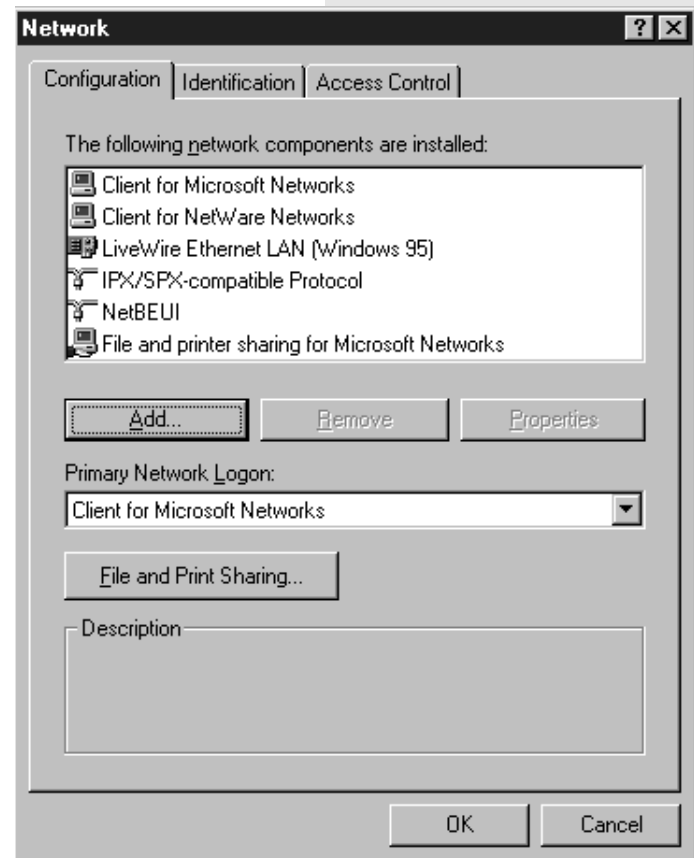 Network
Configuration Identification Access Control
The following network components are installed:
Client for Microsoft Networks
Client for NetWare Networks
LiveWire Ethernet LAN (Windows 95)
IPX/SPX-compatible Protocol
NetBEUI
File and printer sharing for Microsoft Networks
Add... Remove Properties
Primary Network Logon:
Client for Microsoft Networks
File and Print Sharing...
Description
OK Cancel